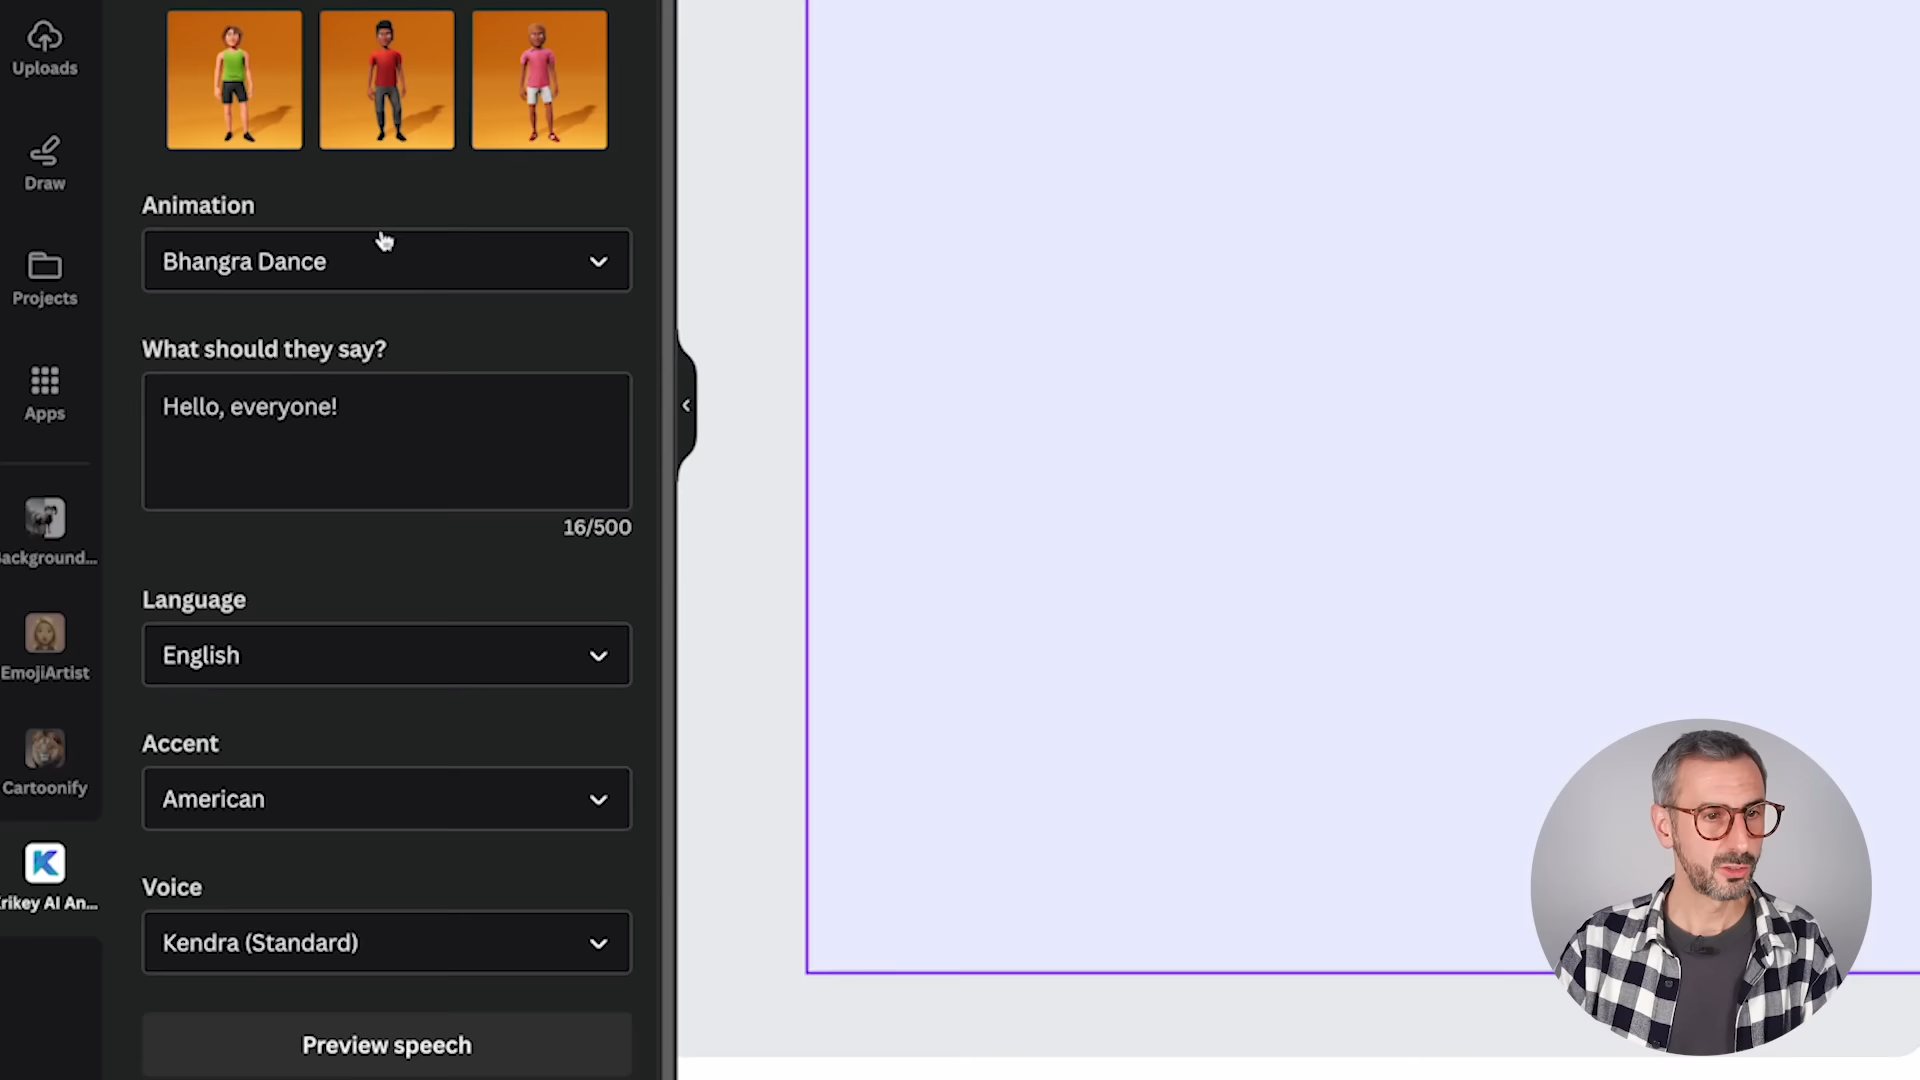 Uploads
Draw
Projects
Apps
ackground...
EmojiArtist
Cartoonify
rikey AI An...
Animation
Bhangra Dance
What should they say?
Hello, everyone!
16/500
Language
English
Accent
American
Voice
Kendra (Standard)
Preview speech